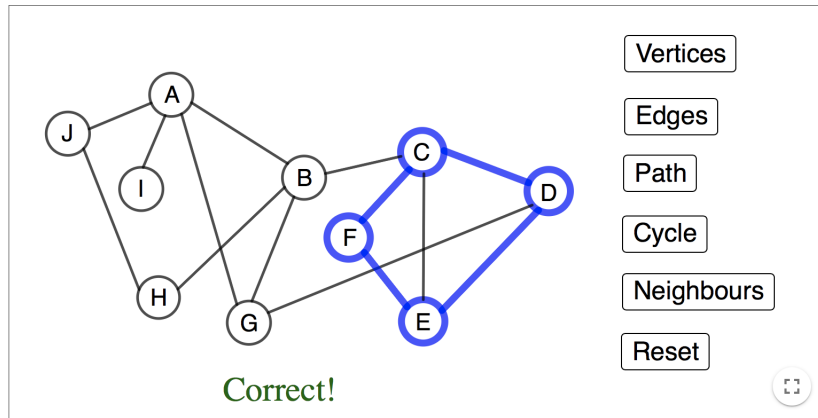 A
J
I
B
C
D
F
H
G
E
Correct!
Vertices
Edges
Path
Cycle
Neighbours
Reset